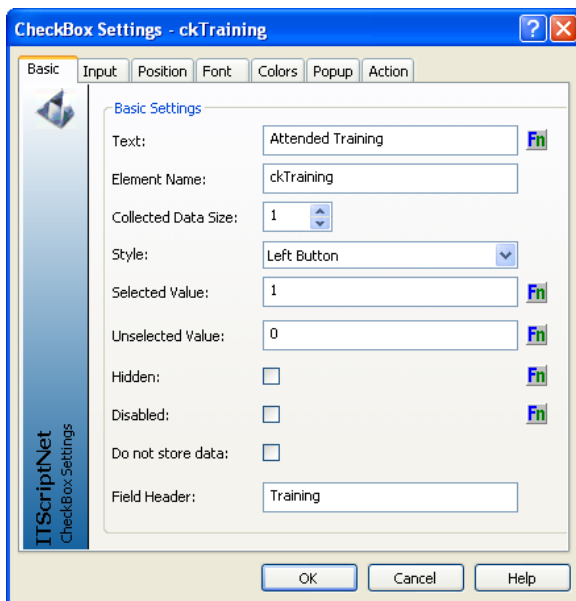 CheckBox Settings - ckTraining
Basic Input Position Font Colors Popup Action
Basic Settings
Text: Attended Training Fn
Element Name: ckTraining
Collected Data Size: 1
Style: Left Button
Selected Value: 1 Fn
Unselected Value: 0 Fn
Hidden: Fn
Disabled: Fn
Do not store data:
Field Header: Training
ITScriptNet
CheckBox Settings
OK Cancel Help